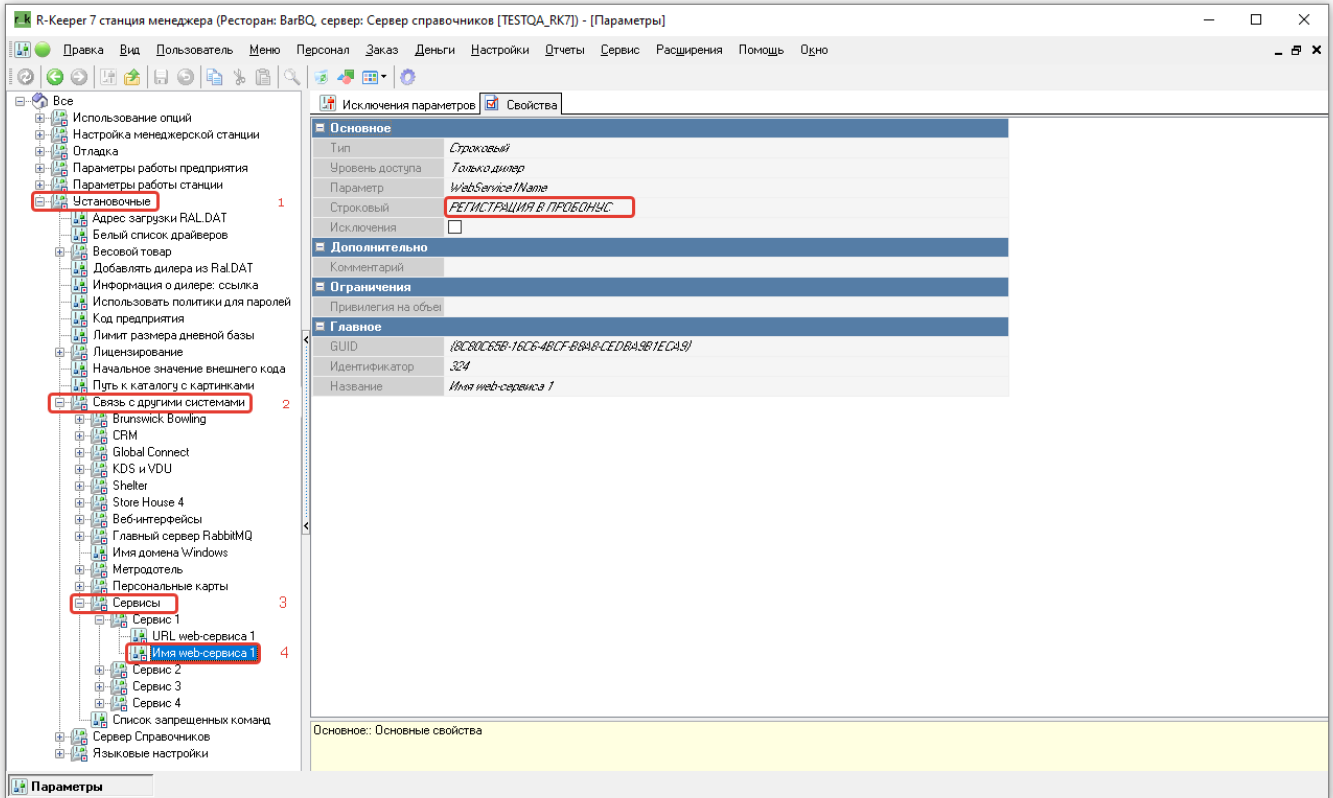 R-Keeper 7 станция менеджера (Ресторан: BarBQ, сервер: Сервер справочников [TESTQA_RK7]) - [Параметры]
Правка Вид Пользователь Меню Персонал Заказ Деньги Настройки Отчеты Сервис Расширения Помощь Окно
Все
Использование опций
Настройка менеджерской станции
Отладка
Параметры работы предприятия
Параметры работы станции
Установочные 1
Адрес загрузки RAL.DAT
Белый список драйверов
Весовой товар
Добавлять дилера из Ral.DAT
Информация о дилере: ссылка
Использовать политики для паролей
Код предприятия
Лимит размера дневной базы
Лицензирование
Начальное значение внешнего кода
Путь к каталогу с картинками
Связь с другими системами 2
Brunswick Bowling
CRM
Global Connect
KDS и VDU
Shelter
Store House 4
Веб-интерфейсы
Главный сервер RabbitMQ
Имя домена Windows
Метродотель
Персональные карты
Сервисы 3
Сервис 1
URL web-сервиса 1
Имя web-сервиса 1 4
Сервис 2
Сервис 3
Сервис 4
Список запрещенных команд
Сервер Справочников
Языковые настройки
Исключения параметров Свойства
Основное
Тип Строковый
Уровень доступа Только дилер
Параметр WebService1Name
Строковый РЕГИСТРАЦИЯ В ПРОБОНУС
Исключения
Дополнительно
Комментарий
Ограничения
Привилегия на объек
Главное
GUID {8C80C65B-16C6-4BCF-B8A8-CEDBA9B1ECA9}
Идентификатор 324
Название Имя web-сервиса 1
Основное:: Основные свойства
Параметры